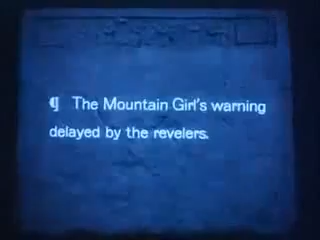 ¶ The Mountain Girl's warning
delayed by the revelers.